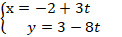 x = −2 + 3t
y = 3 − 8t